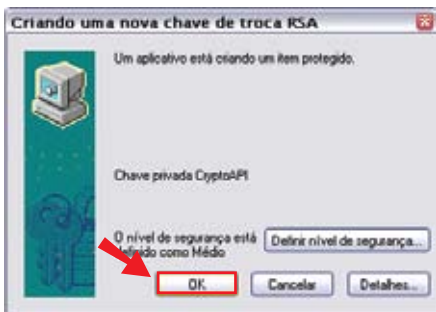 Criando uma nova chave de troca RSA
Um aplicativo está criando um item protegido.
Chave privada CryptoAPI
O nível de segurança está
definido como Médio
Definir nível de segurança...
OK
Cancelar
Detalhes...